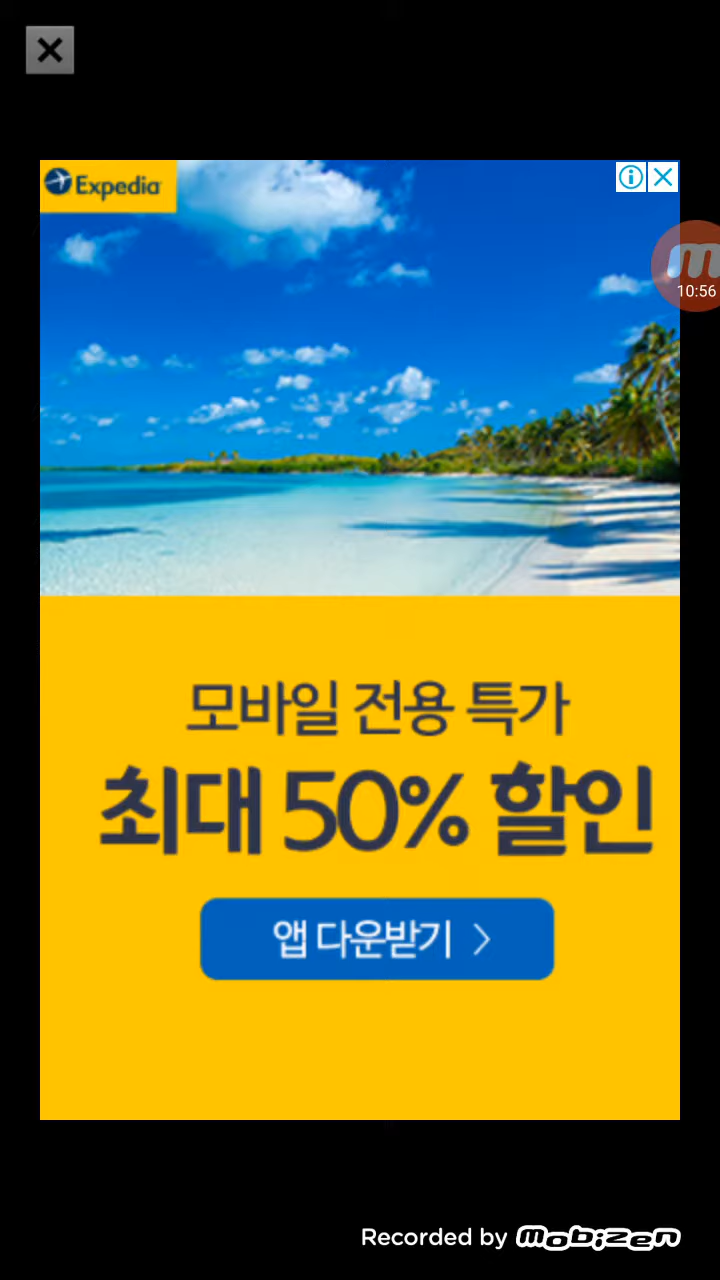 Expedia
10:56
모바일 전용 특가
최대 50% 할인
앱 다운받기
Recorded by mobizen